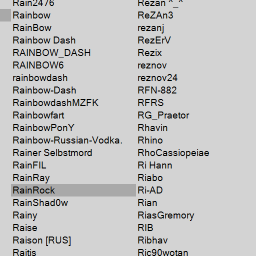 Rain2476
Rainbow
RainBow
Rainbow Dash
RAINBOW_DASH
RAINBOW6
rainbowdash
Rainbow-Dash
RainbowdashMZFK
Rainbowfart
RainbowPonY
Rainbow-Russian-Vodka.
Rainer Selbstmord
RainFIL
RainRay
RainRock
RainShad0w
Rainy
Raise
Raison [RUS]
Raitis
Rezan ^_^
ReZAn3
rezanj
RezErV
Rezix
reznov
reznov24
RFN-882
RFRS
RG_Praetor
Rhavin
Rhino
RhoCassiopeiae
Ri Hann
Riabo
Ri-AD
Rian
RiasGremory
RIB
Ribhav
Ric90wotan